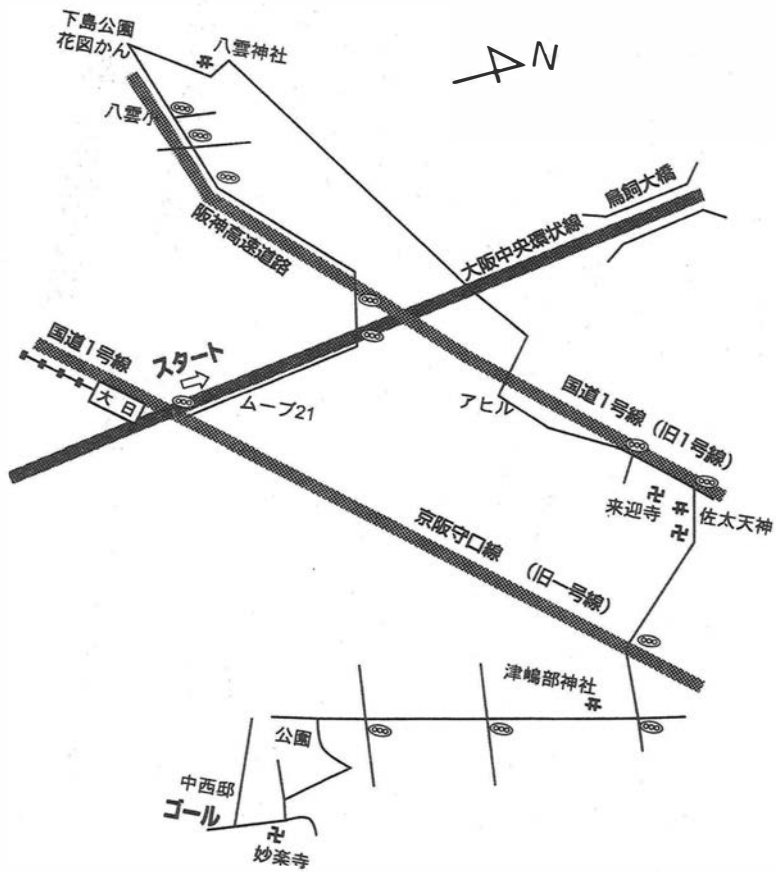 下島公園
花図かん
八雲神社
N
八雲小
鳥飼大橋
阪神高速道路
大阪中央環状線
国道1号線
スタート
大日
ムーブ21
アヒル
国道1号線(旧1号線)
来迎寺
佐太天神
京阪守口線
(旧一号線)
津嶋部神社
公園
中西邸
ゴール
妙楽寺